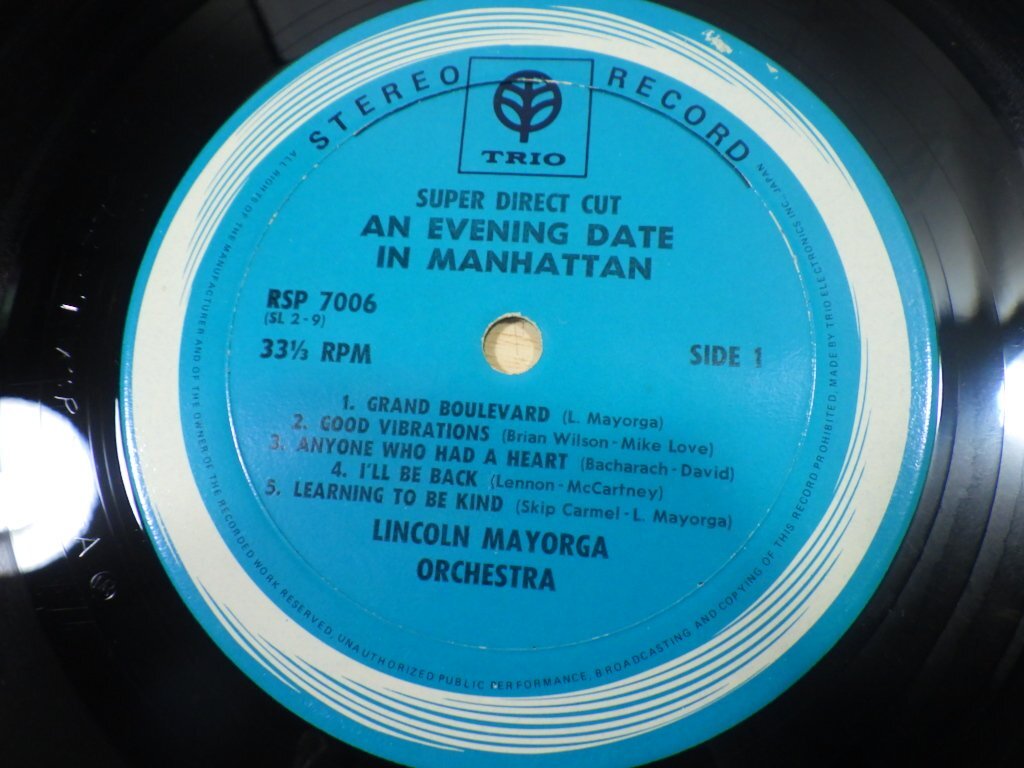 STEREO RECORD
TRIO
SUPER DIRECT CUT
AN EVENING DATE
IN MANHATTAN
RSP 7006
(SL 2-9)
33⅓ RPM
SIDE 1
1. GRAND BOULEVARD (L. Mayorga)
2. GOOD VIBRATIONS (Brian Wilson-Mike Love)
3. ANYONE WHO HAD A HEART (Bacharach-David)
4. I'LL BE BACK (Lennon-McCartney)
5. LEARNING TO BE KIND (Skip Carmel-L. Mayorga)
LINCOLN MAYORGA
ORCHESTRA
ALL RIGHTS OF THE MANUFACTURER AND OF THE OWNER OF THE RECORDED WORK RESERVED. UNAUTHORIZED PUBLIC PERFORMANCE, BROADCASTING AND COPYING OF THIS RECORD PROHIBITED. MADE BY TRIO ELECTRONICS INC. JAPAN